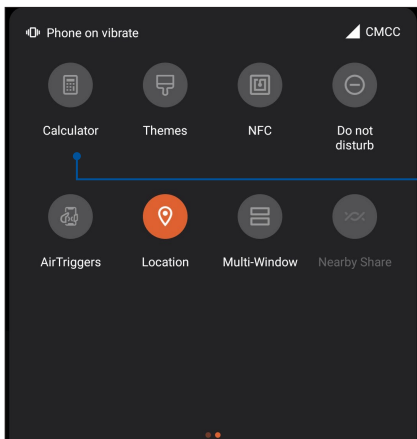 Phone on vibrate CMCC
Calculator Themes NFC Do not
disturb
AirTriggers Location Multi-Window Nearby Share